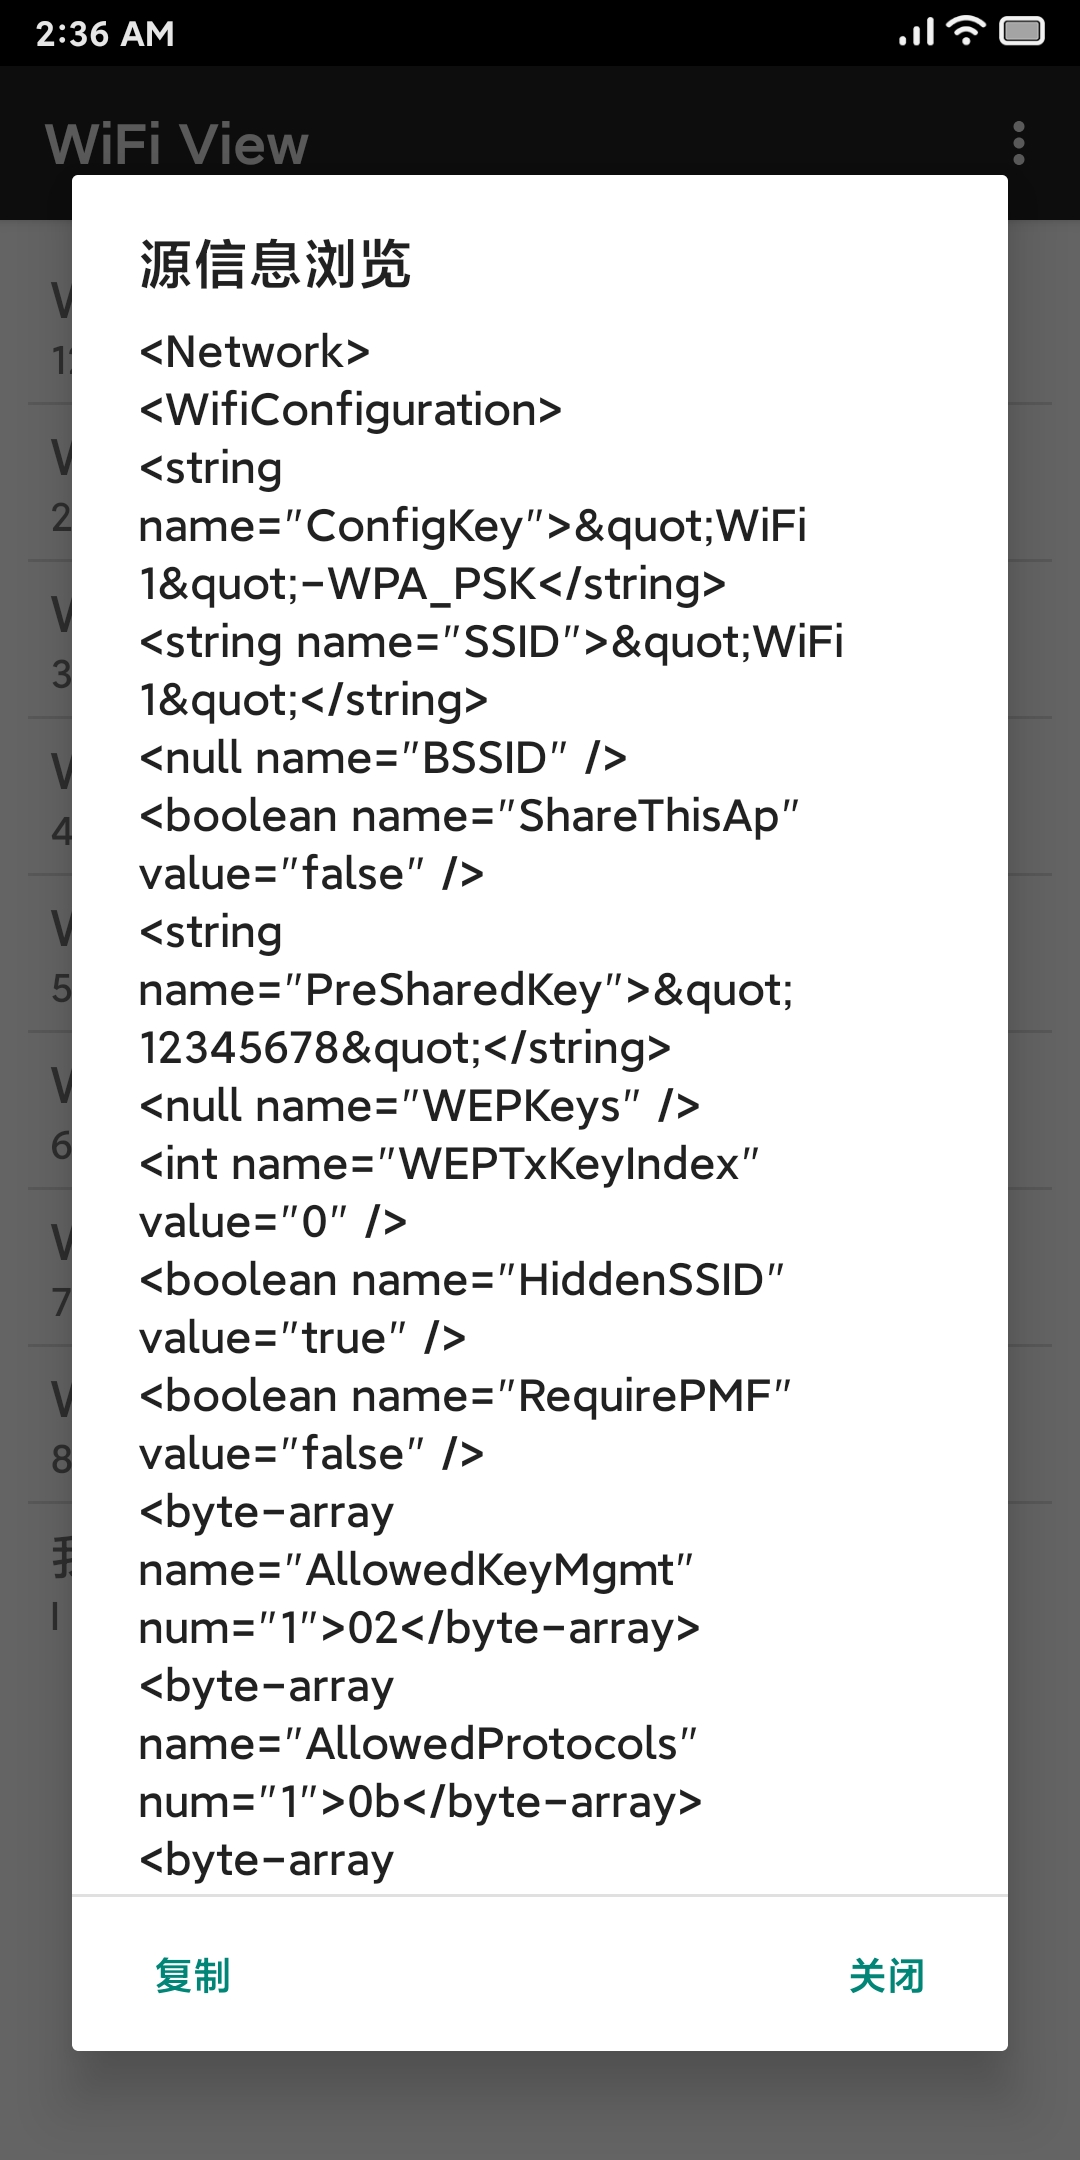 2:36 AM
WiFi View
源信息浏览
<Network>
<WifiConfiguration>
<string
name="ConfigKey">&quot;WiFi
1&quot;-WPA_PSK</string>
<string name="SSID">&quot;WiFi
1&quot;</string>
<null name="BSSID" />
<boolean name="ShareThisAp"
value="false" />
<string
name="PreSharedKey">&quot;
12345678&quot;</string>
<null name="WEPKeys" />
<int name="WEPTxKeyIndex"
value="0" />
<boolean name="HiddenSSID"
value="true" />
<boolean name="RequirePMF"
value="false" />
<byte-array
name="AllowedKeyMgmt"
num="1">02</byte-array>
<byte-array
name="AllowedProtocols"
num="1">0b</byte-array>
<byte-array
复制
关闭